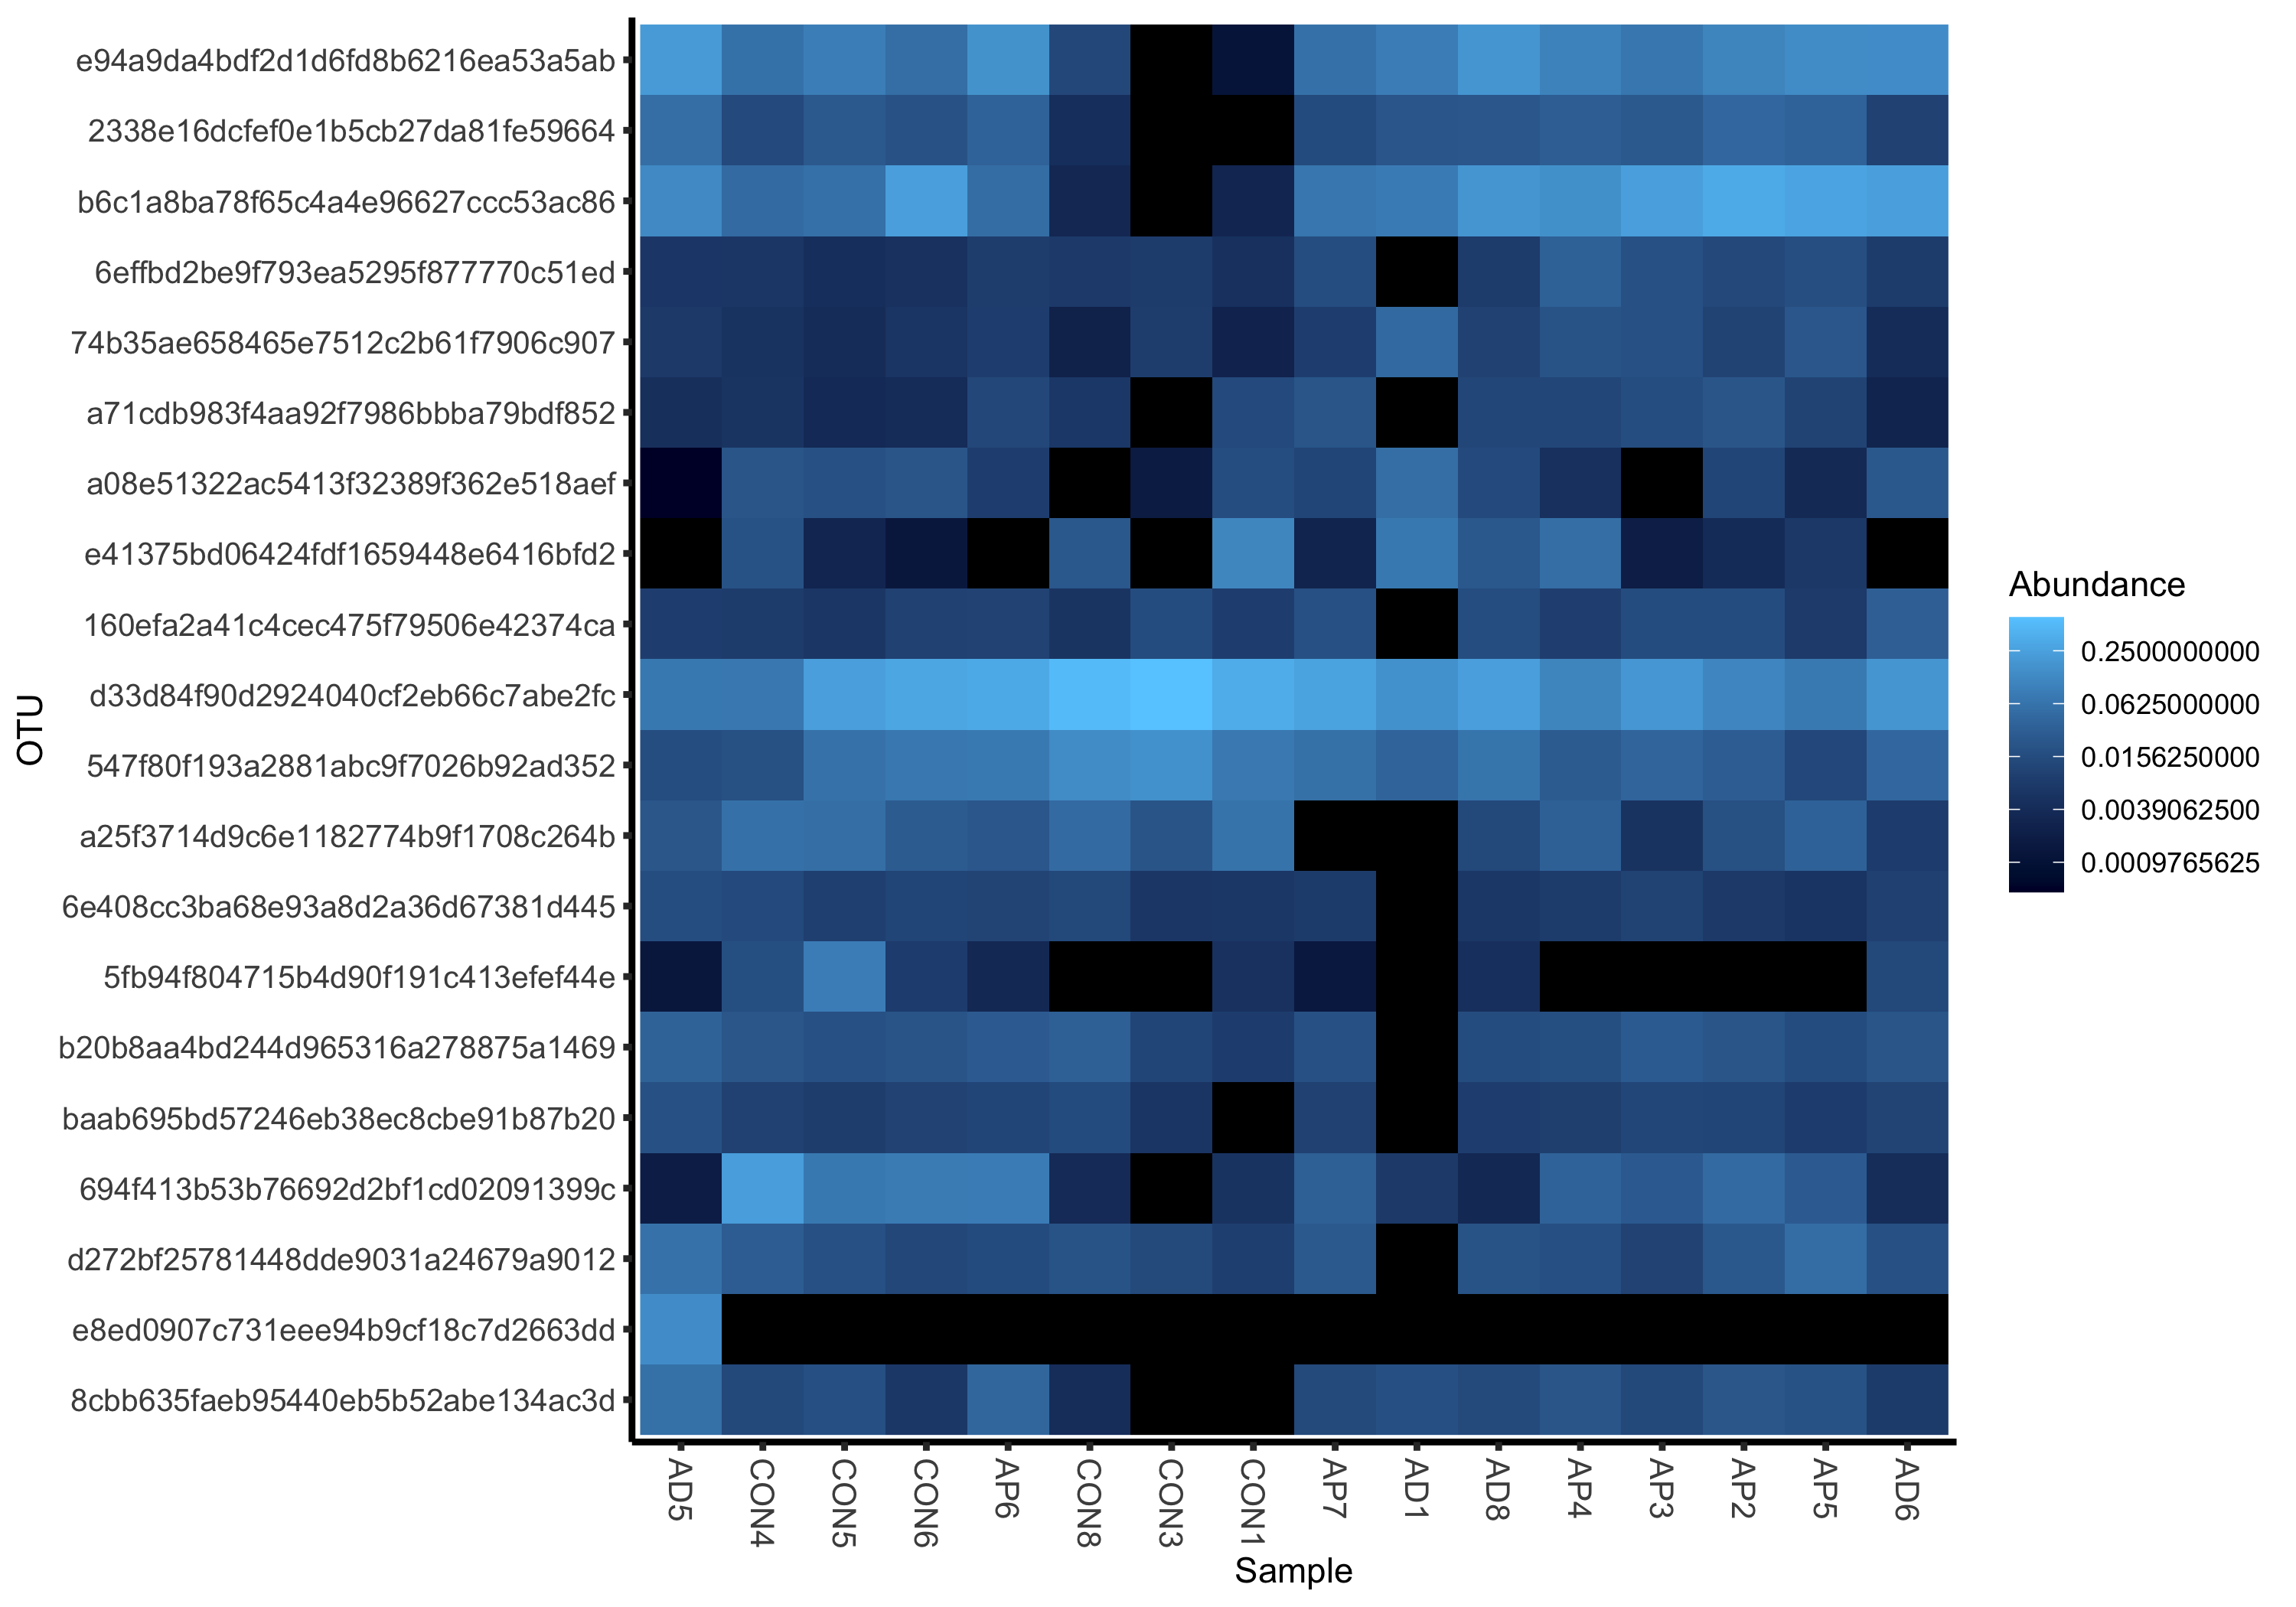 e94a9da4bdf2d1d6fd8b6216ea53a5ab
2338e16dcfef0e1b5cb27da81fe59664
b6c1a8ba78f65c4a4e96627ccc53ac86
6effbd2be9f793ea5295f877770c51ed
74b35ae658465e7512c2b61f7906c907
a71cdb983f4aa92f7986bbba79bdf852
a08e51322ac5413f32389f362e518aef
e41375bd06424fdf1659448e6416bfd2
160efa2a41c4cec475f79506e42374ca
d33d84f90d2924040cf2eb66c7abe2fc
547f80f193a2881abc9f7026b92ad352
a25f3714d9c6e1182774b9f1708c264b
6e408cc3ba68e93a8d2a36d67381d445
5fb94f804715b4d90f191c413efef44e
b20b8aa4bd244d965316a278875a1469
baab695bd57246eb38ec8cbe91b87b20
694f413b53b76692d2bf1cd02091399c
d272bf25781448dde9031a24679a9012
e8ed0907c731eee94b9cf18c7d2663dd
8cbb635faeb95440eb5b52abe134ac3d
OTU
AD5
CON4
CON5
CON6
AP6
CON8
CON3
CON1
AP7
AD1
AD8
AP4
AP3
AP2
AP5
AD6
Sample
Abundance
0.2500000000
0.0625000000
0.0156250000
0.0039062500
0.0009765625